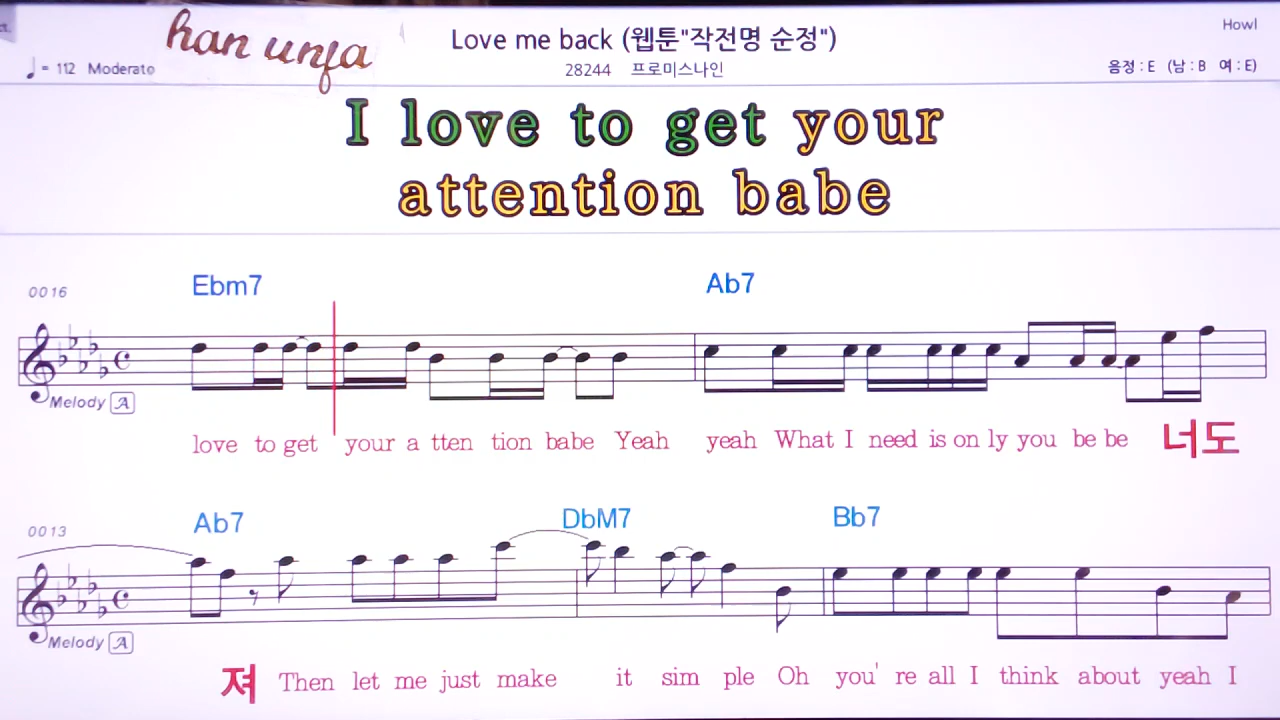 han unfa
Love me back (웹툰"작전명 순정")
Howl
♩= 112 Moderato
28244 프로미스나인
음정 : E (남 : B 여 : E)
I love to get your
attention babe
0016
Ebm7 Ab7
Melody A
love to get your a tten tion babe Yeah yeah What I need is on ly you be be 너도
0013
Ab7 DbM7 Bb7
Melody A
져 Then let me just make it sim ple Oh you' re all I think about yeah I